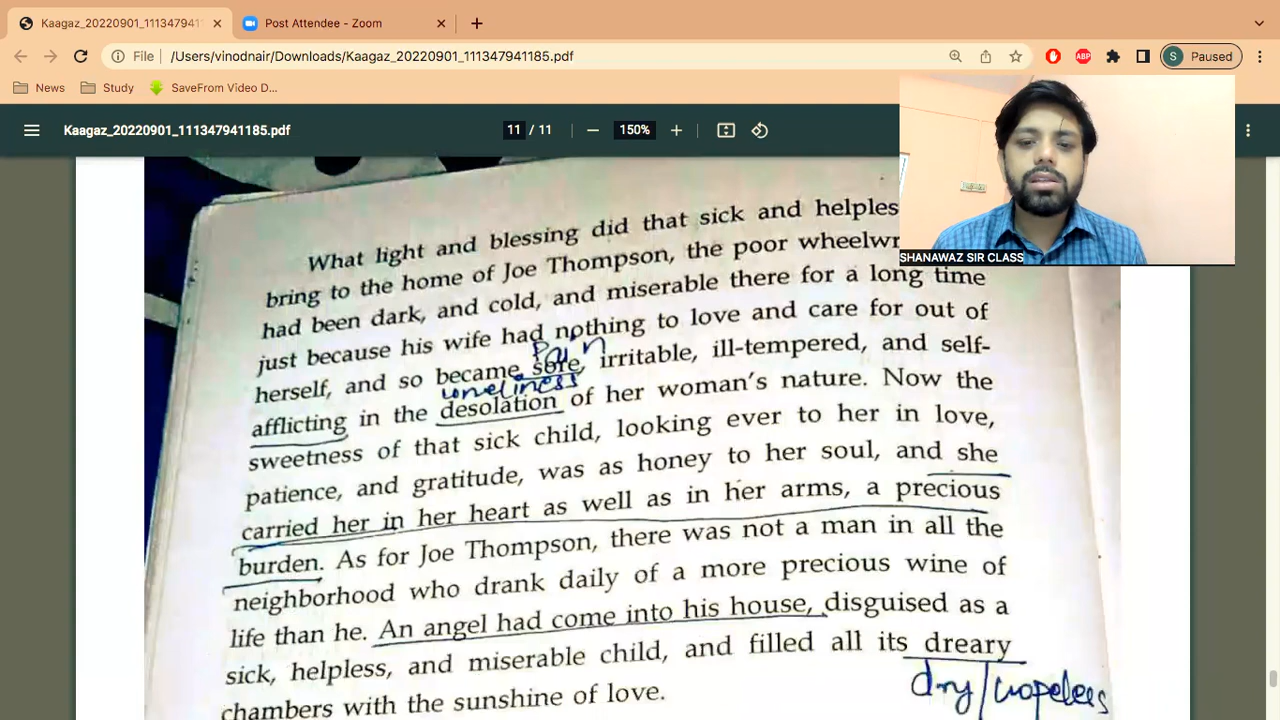 Kaagaz_20220901_1113479411
Post Attendee - Zoom
File
/Users/vinodnair/Downloads/Kaagaz_20220901_111347941185.pdf
ABP
S
Paused
News
Study
SaveFrom Video D...
Kaagaz_20220901_111347941185.pdf
11 / 11
150%
SHANAWAZ SIR CLASS
What light and blessing did that sick and helples
bring to the home of Joe Thompson, the poor wheelwr
had been dark, and cold, and miserable there for a long time
just because his wife had nothing to love and care for out of
Pain
herself, and so became sore, irritable, ill-tempered, and self-
loneliness
afflicting in the desolation of her woman's nature. Now the
sweetness of that sick child, looking ever to her in love,
patience, and gratitude, was as honey to her soul, and she
carried her in her heart as well as in her arms, a precious
burden. As for Joe Thompson, there was not a man in all the
neighborhood who drank daily of a more precious wine of
life than he. An angel had come into his house, disguised as a
sick, helpless, and miserable child, and filled all its dreary
dry/hopeless
chambers with the sunshine of love.